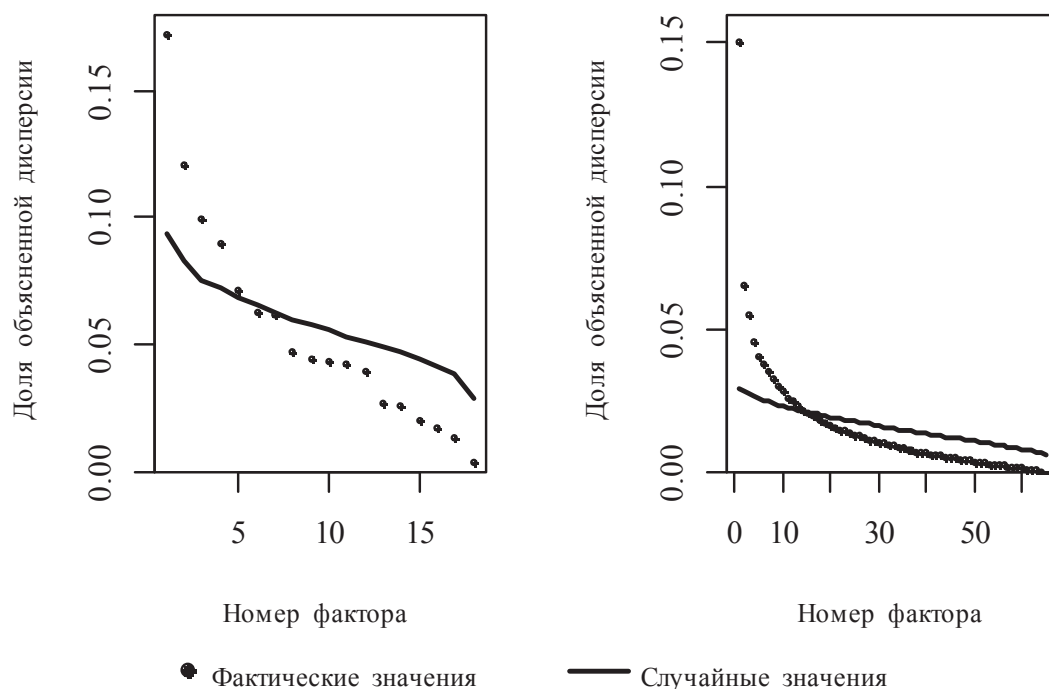 Доля объясненной дисперсии
0.15
0.10
0.05
0.00
5
10
15
Номер фактора
Доля объясненной дисперсии
0.15
0.10
0.05
0.00
0
10
30
50
Номер фактора
Фактические значения
Случайные значения